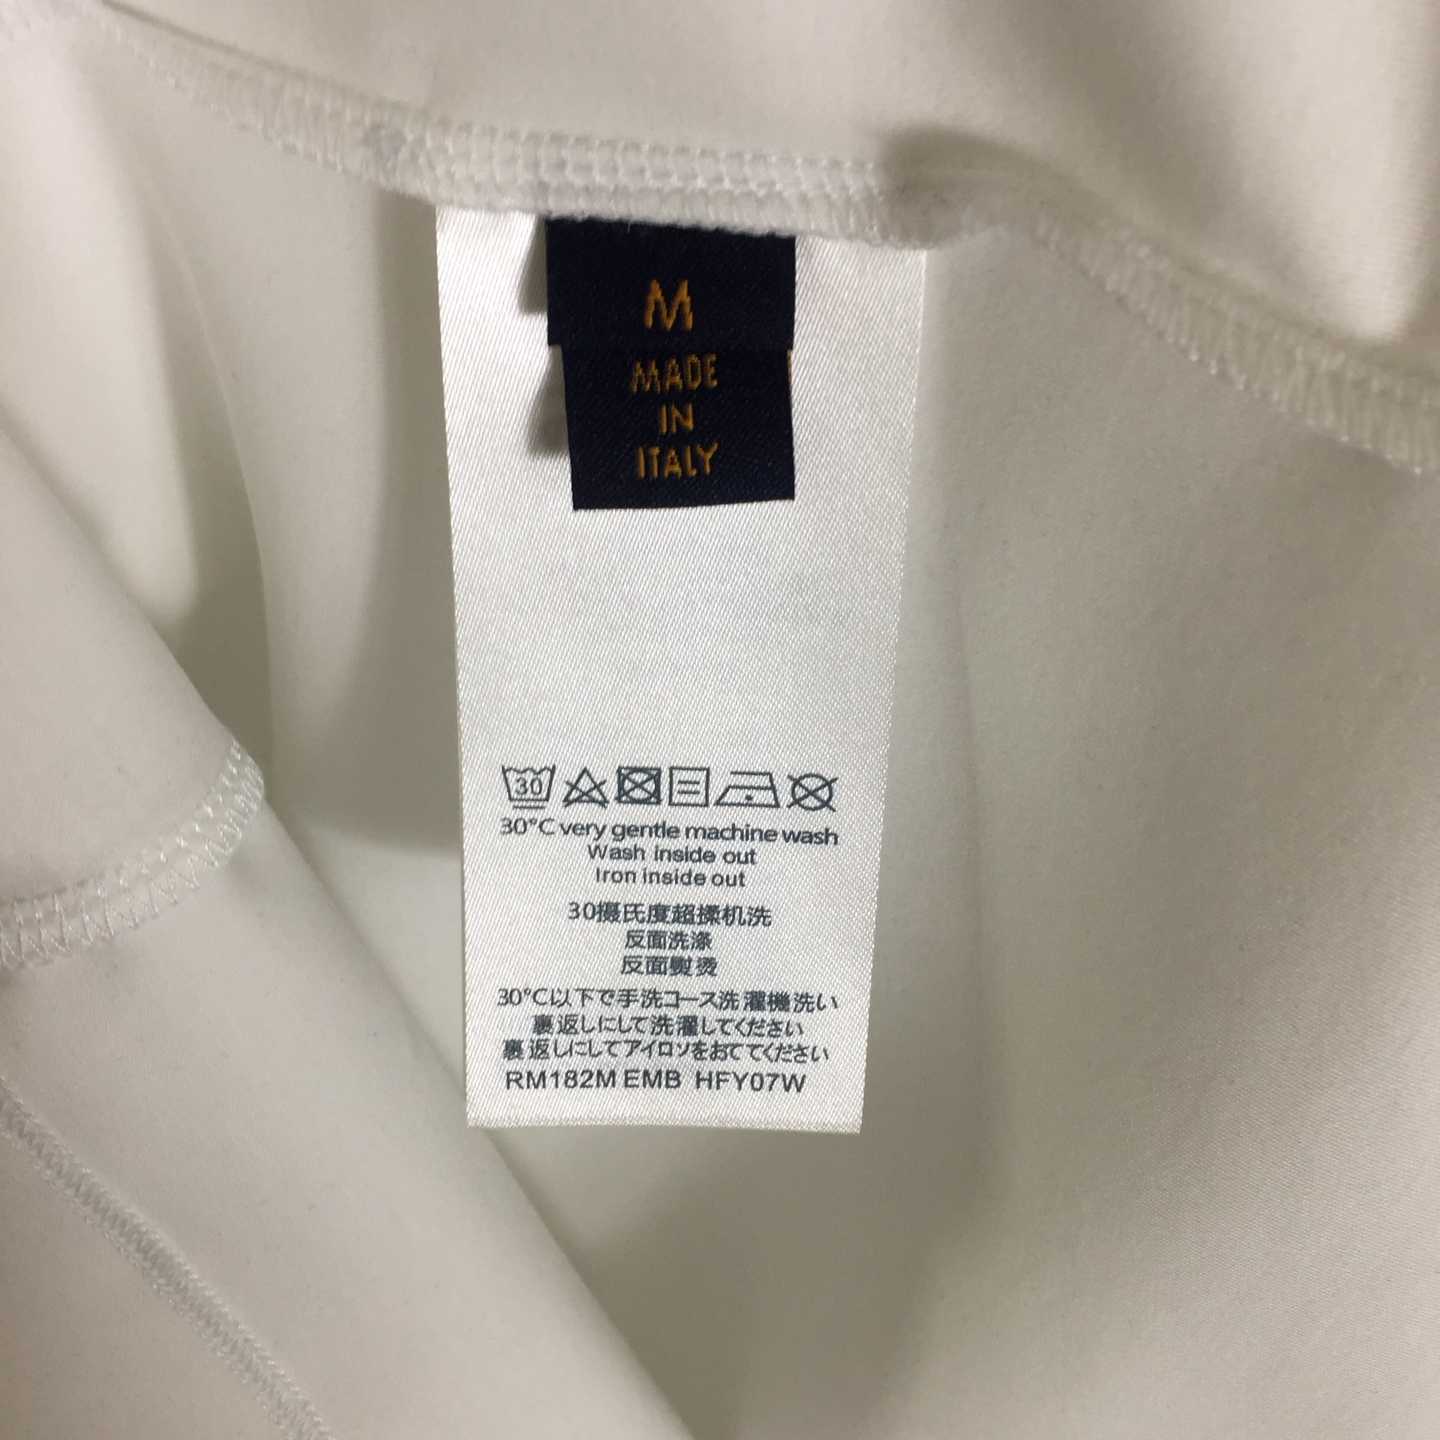 M
MADE
IN
ITALY
30
30°C very gentle machine wash
Wash inside out
Iron inside out
30摄氏度超揉机洗
反面洗涤
反面熨烫
30°C以下で手洗コース洗濯機洗い
裏返しにして洗濯してください
裏返しにしてアイロソをおててください
RM182M EMB HFY07W